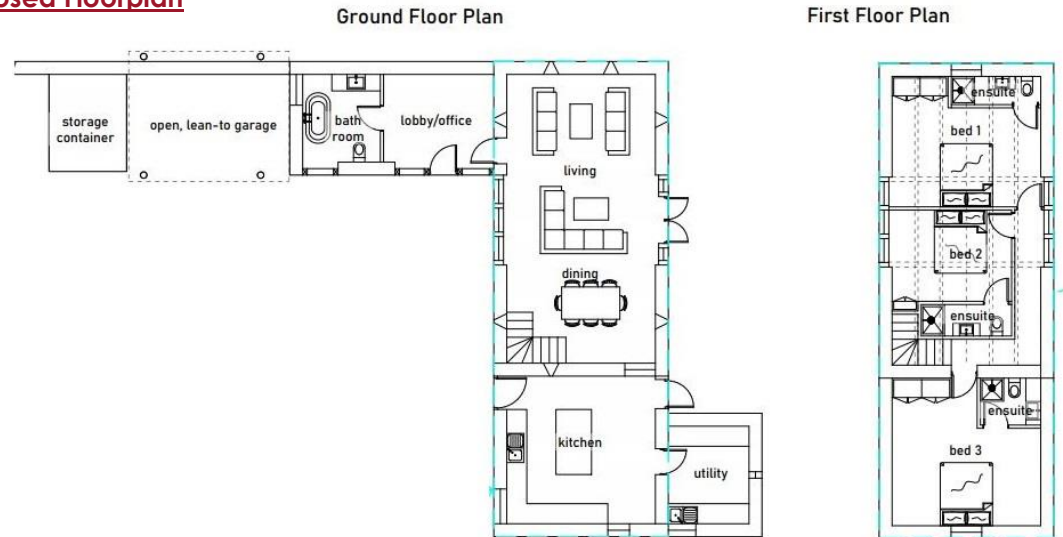 Floorplan
Ground Floor Plan
First Floor Plan
storage
container
open, lean-to garage
bath
room
lobby/office
living
dining
kitchen
utility
ensuite
bed 1
bed 2
ensuite
ensuite
bed 3